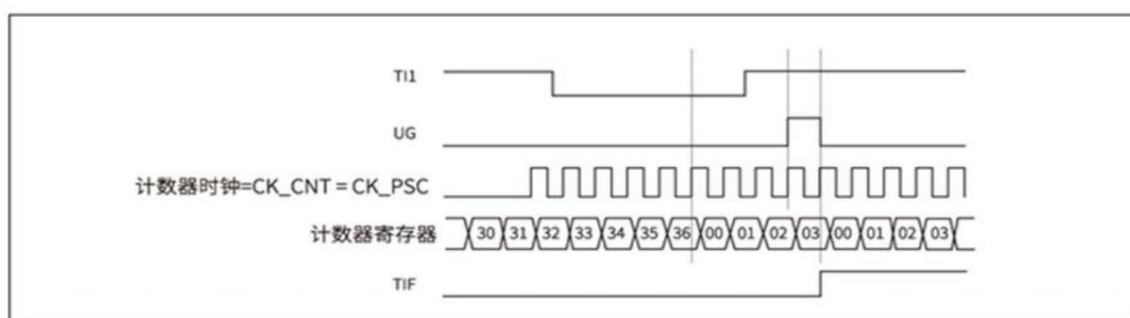 TI1
UG
计数器时钟=CK_CNT = CK_PSC
计数器寄存器 30 31 32 33 34 35 36 00 01 02 03 00 01 02 03
TIF